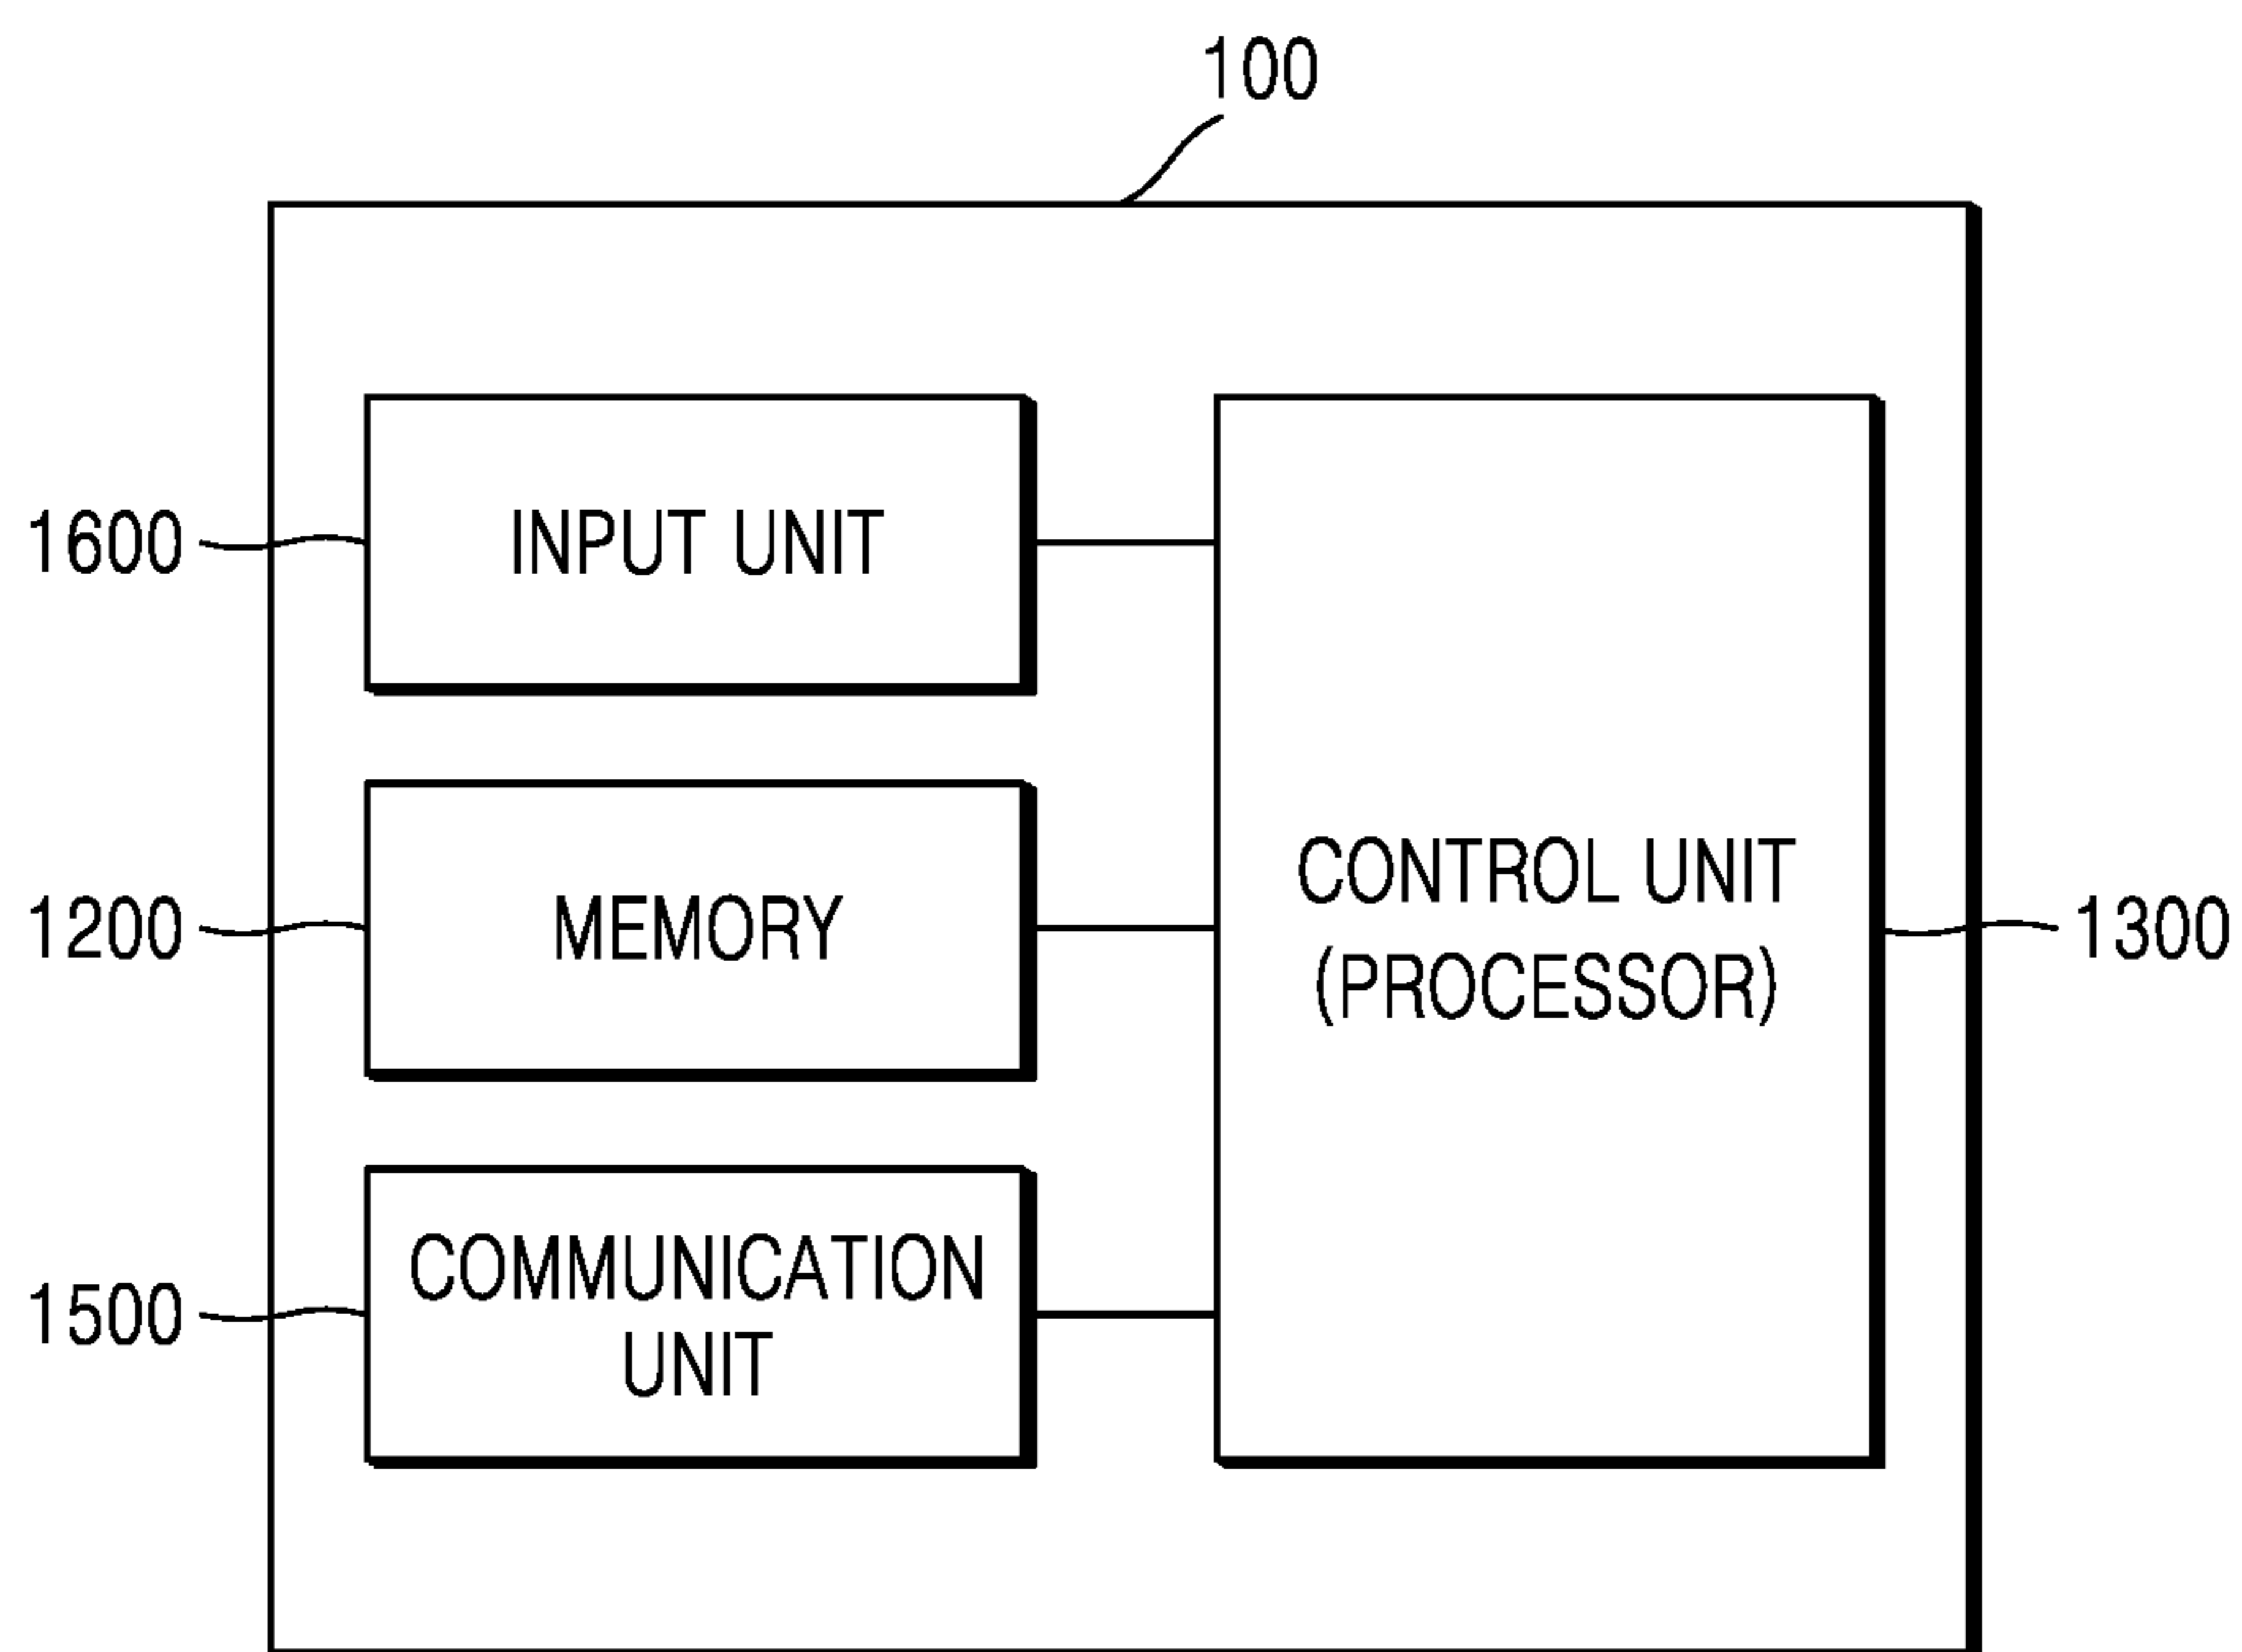 100
1600
INPUT UNIT
1200
MEMORY
CONTROL UNIT
(PROCESSOR)
1300
1500
COMMUNICATION
UNIT